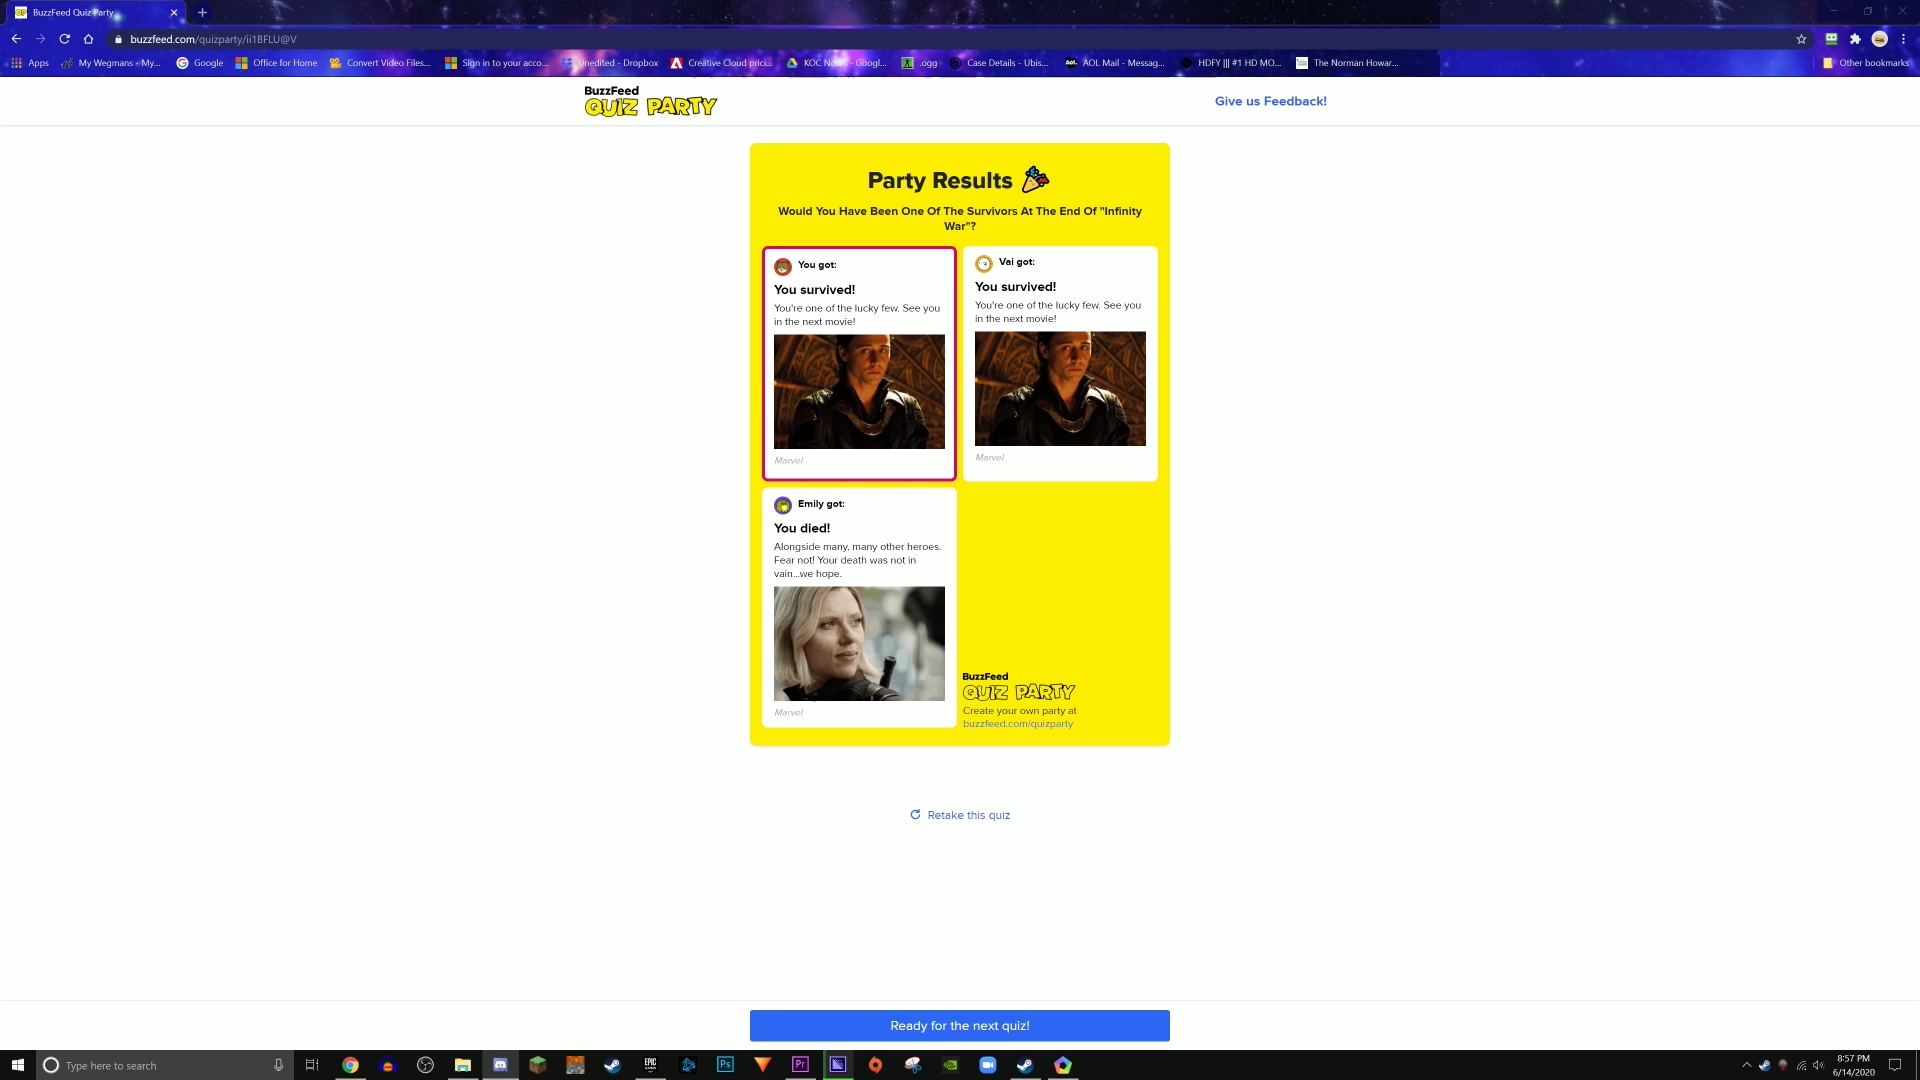 BuzzFeed Quiz Party
buzzfeed.com/quizparty/ii1BFLU@V
Apps
My Wegmans - My...
Google
Office for Home
Convert Video Files...
Sign in to your acco...
Unedited - Dropbox
Creative Cloud prici...
KOC No... - Googl...
.ogg
Case Details - Ubis...
AOL Mail - Messag...
HDFY ||| #1 HD MO...
The Norman Howar...
Other bookmarks
BuzzFeed
QUIZ PARTY
Give us Feedback!
Party Results
Would You Have Been One Of The Survivors At The End Of "Infinity
War"?
You got:
You survived!
You're one of the lucky few. See you
in the next movie!
Marvel
Vai got:
You survived!
You're one of the lucky few. See you
in the next movie!
Marvel
Emily got:
You died!
Alongside many, many other heroes.
Fear not! Your death was not in
vain...we hope.
Marvel
BuzzFeed
QUIZ PARTY
Create your own party at
buzzfeed.com/quizparty
Retake this quiz
Ready for the next quiz!
Type here to search
EPIC
GAMES
Ps
Pr
8:57 PM
6/14/2020